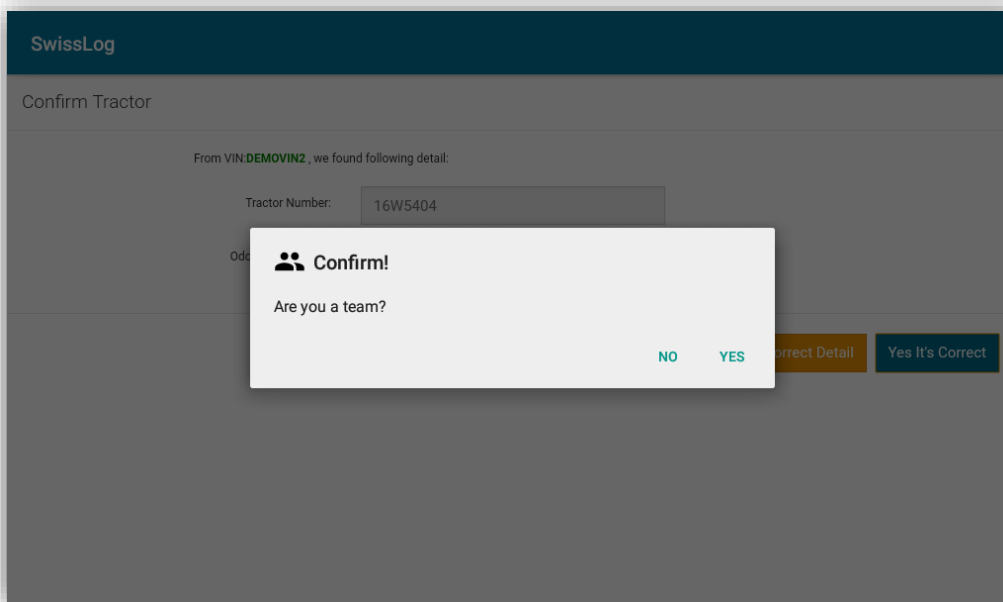 SwissLog
Confirm Tractor
From VIN:DEMOVIN2 , we found following detail:
Tractor Number:
16W5404
Confirm!
Are you a team?
NO YES
Detail
Yes It's Correct